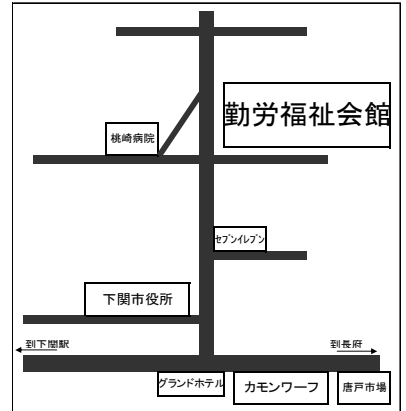 勤労福祉会館
桃崎病院
セブンイレブン
下関市役所
到下関駅
到長府
グランドホテル
カモンワーフ
唐戸市場